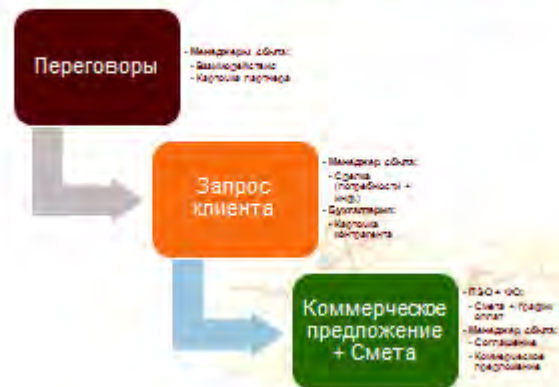 Переговоры
- Менеджеры сбыта:
- Взаимодействие
- Карточка партнера
Запрос
клиента
- Менеджер сбыта:
- Сделка
(потребности +
инф.)
- Бухгалтерия:
- Карточка
контрагента
Коммерческое
предложение
+ Смета
- ПЭО +
- Смета + график
оплат
- Менеджер сбыта:
- Соглашение
- Коммерческое
предложение